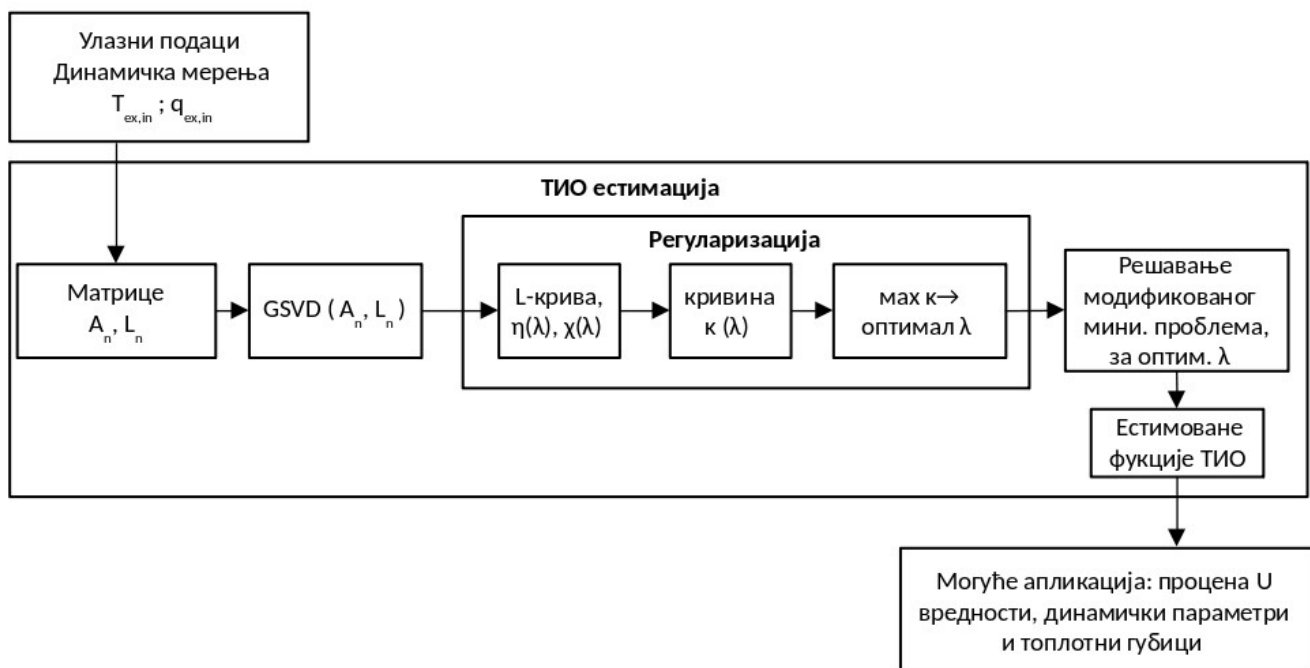 Улазни подаци
Динамичка мерења
T_ex,in ; q_ex,in
ТИО естимација
Регуларизација
Матрице
A_n, L_n
GSVD ( A_n, L_n )
L-крива,
η(λ), χ(λ)
кривина
κ (λ)
мах κ→
оптимал λ
Решавање
модификованог
мини. проблема,
за оптим. λ
Естимоване
фукције ТИО
Могуће апликација: процена U
вредности, динамички параметри
и топлотни губици